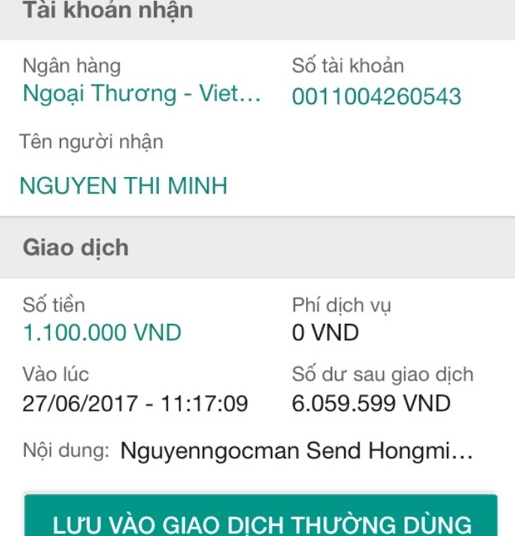 Tài khoản nhận
Ngân hàng
Số tài khoản
Ngoại Thương - Viet...
0011004260543
Tên người nhận
NGUYEN THI MINH
Giao dịch
Số tiền
Phí dịch vụ
1.100.000 VND
0 VND
Vào lúc
Số dư sau giao dịch
27/06/2017 - 11:17:09
6.059.599 VND
Nội dung: Nguyenngocman Send Hongmi...
LƯU VÀO GIAO DỊCH THƯỜNG DÙNG